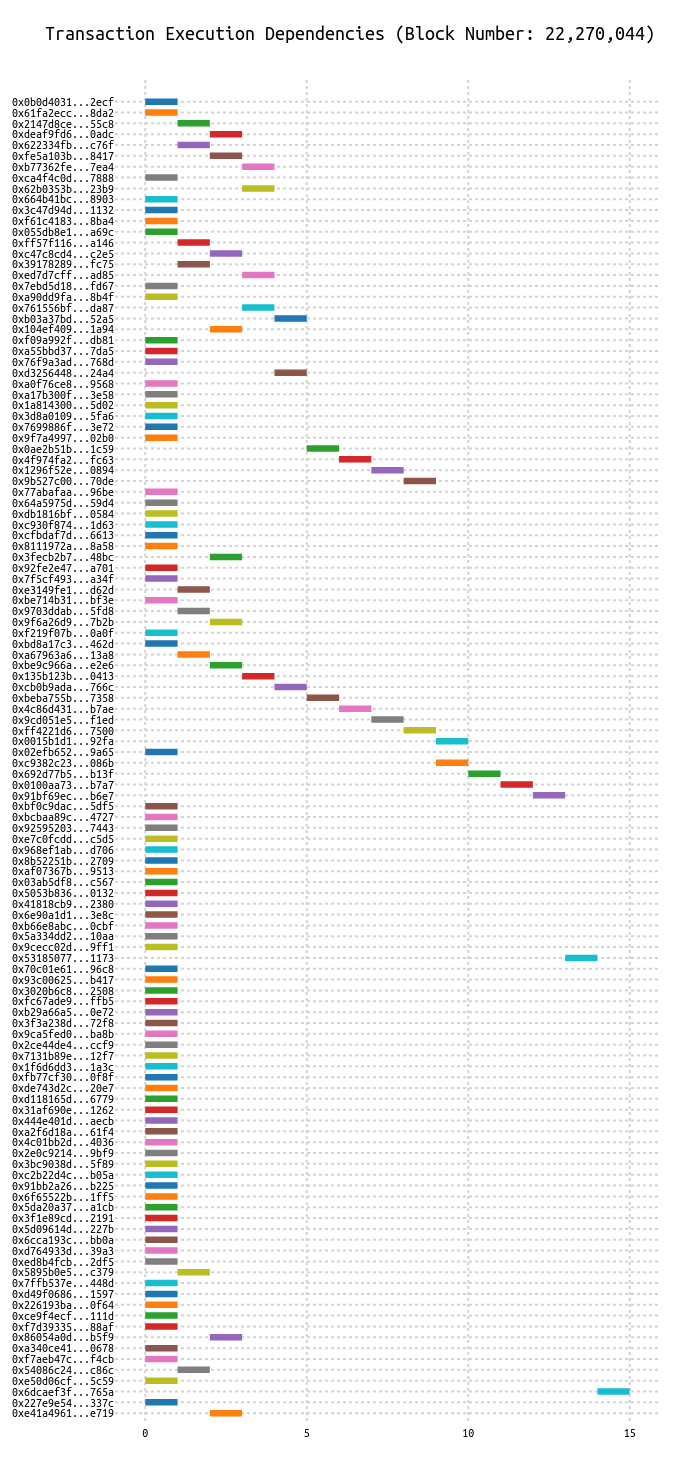 Transaction Execution Dependencies (Block Number: 22,270,044)
0x0b0d4031...2ecf
0x61fa2ecc...8da2
0x2147d8ce...55c8
0xdeaf9fd6...0adc
0x622334fb...c76f
0xfe5a103b...8417
0xb77362fe...7ea4
0xca4f4c0d...7888
0x62b0353b...23b9
0x664b41bc...8903
0x3c47d94d...1132
0xf61c4183...8ba4
0x055db8e1...a69c
0xff57f116...a146
0xc47c8cd4...c2e5
0x39178289...fc75
0xed7d7cff...ad85
0x7ebd5d18...fd67
0xa90dd9fa...8b4f
0x761556bf...da87
0xb03a37bd...52a5
0x104ef409...1a94
0xf09a992f...db81
0xa55bbd37...7da5
0x76f9a3ad...768d
0xd3256448...24a4
0xa0f76ce8...9568
0xa17b300f...3e58
0x1a814300...5d02
0x3d8a0109...5fa6
0x7699886f...3e72
0x9f7a4997...02b0
0x0ae2b51b...1c59
0x4f974fa2...fc63
0x1296f52e...0894
0x9b527c00...70de
0x77abafaa...96be
0x64a5975d...59d4
0xdb1816bf...0584
0xc930f874...1d63
0xcfbdaf7d...6613
0x8111972a...8a58
0x3fecb2b7...48bc
0x92fe2e47...a701
0x7f5cf493...a34f
0xe3149fe1...d62d
0xbe714b31...bf3e
0x9703ddab...5fd8
0x9f6a26d9...7b2b
0xf219f07b...0a0f
0xbd8a17c3...462d
0xa67963a6...13a8
0xbe9c966a...e2e6
0x135b123b...0413
0xcb0b9ada...766c
0xbeba755b...7358
0x4c86d431...b7ae
0x9cd051e5...f1ed
0xff4221d6...7500
0x0015b1d1...92fa
0x02efb652...9a65
0xc9382c23...086b
0x692d77b5...b13f
0x0100aa73...b7a7
0x91bf69ec...b6e7
0xbf0c9dac...5df5
0xbcbaa89c...4727
0x92595203...7443
0xe7c0fcdd...c5d5
0x968ef1ab...d706
0x8b52251b...2709
0xaf07367b...9513
0x03ab5df8...c567
0x5053b836...0132
0x41818cb9...2380
0x6e90a1d1...3e8c
0xb66e8abc...0cbf
0x5a334dd2...10aa
0x9cecc02d...9ff1
0x53185077...1173
0x70c01e61...96c8
0x93c00625...b417
0x3020b6c8...2508
0xfc67ade9...ffb5
0xb29a66a5...0e72
0x3f3a238d...72f8
0x9ca5fed0...ba8b
0x2ce44de4...ccf9
0x7131b89e...12f7
0x1f6d6dd3...1a3c
0xfb77cf30...0f8f
0xde743d2c...20e7
0xd118165d...6779
0x31af690e...1262
0x444e401d...aecb
0xa2f6d18a...61f4
0x4c01bb2d...4036
0x2e0c9214...9bf9
0x3bc9038d...5f89
0xc2b22d4c...b05a
0x91bb2a26...b225
0x6f65522b...1ff5
0x5da20a37...a1cb
0x3f1e89cd...2191
0x5d09614d...227b
0x6cca193c...bb0a
0xd764933d...39a3
0xed8b4fcb...2df5
0x5895b0e5...c379
0x7ffb537e...448d
0xd49f0686...1597
0x226193ba...0f64
0xce9f4ecf...111d
0xf7d39335...88af
0x86054a0d...b5f9
0xa340ce41...0678
0xf7aeb47c...f4cb
0x54086c24...c86c
0xe50d06cf...5c59
0x6dcaef3f...765a
0x227e9e54...337c
0xe41a4961...e719
0 5 10 15